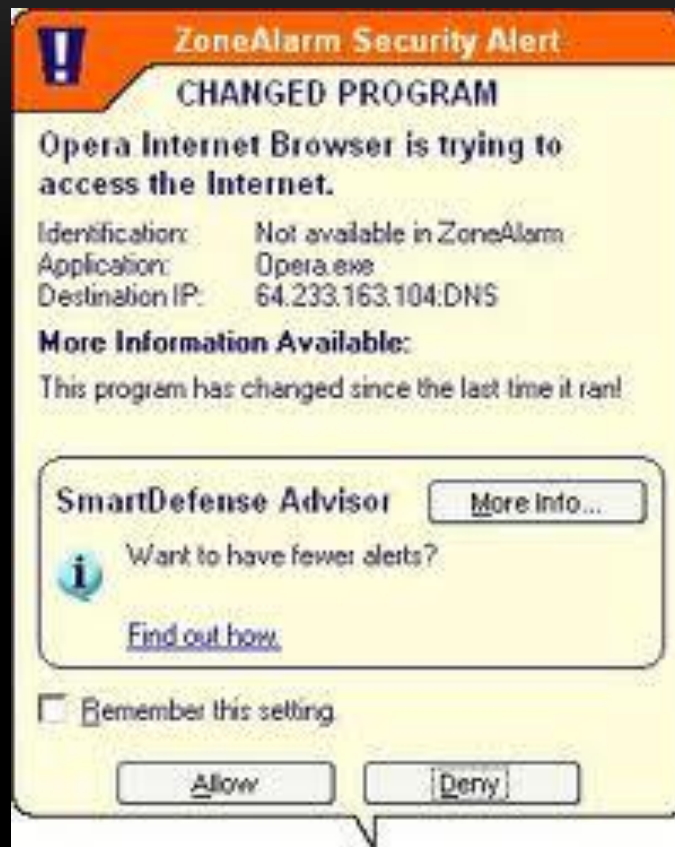 ZoneAlarm Security Alert
CHANGED PROGRAM
Opera Internet Browser is trying to
access the Internet.
Identification: Not available in ZoneAlarm
Application: Opera.exe
Destination IP: 64.233.163.104:DNS
More Information Available:
This program has changed since the last time it ran!
SmartDefense Advisor More Info...
Want to have fewer alerts?
Find out how.
Remember this setting.
Allow Deny